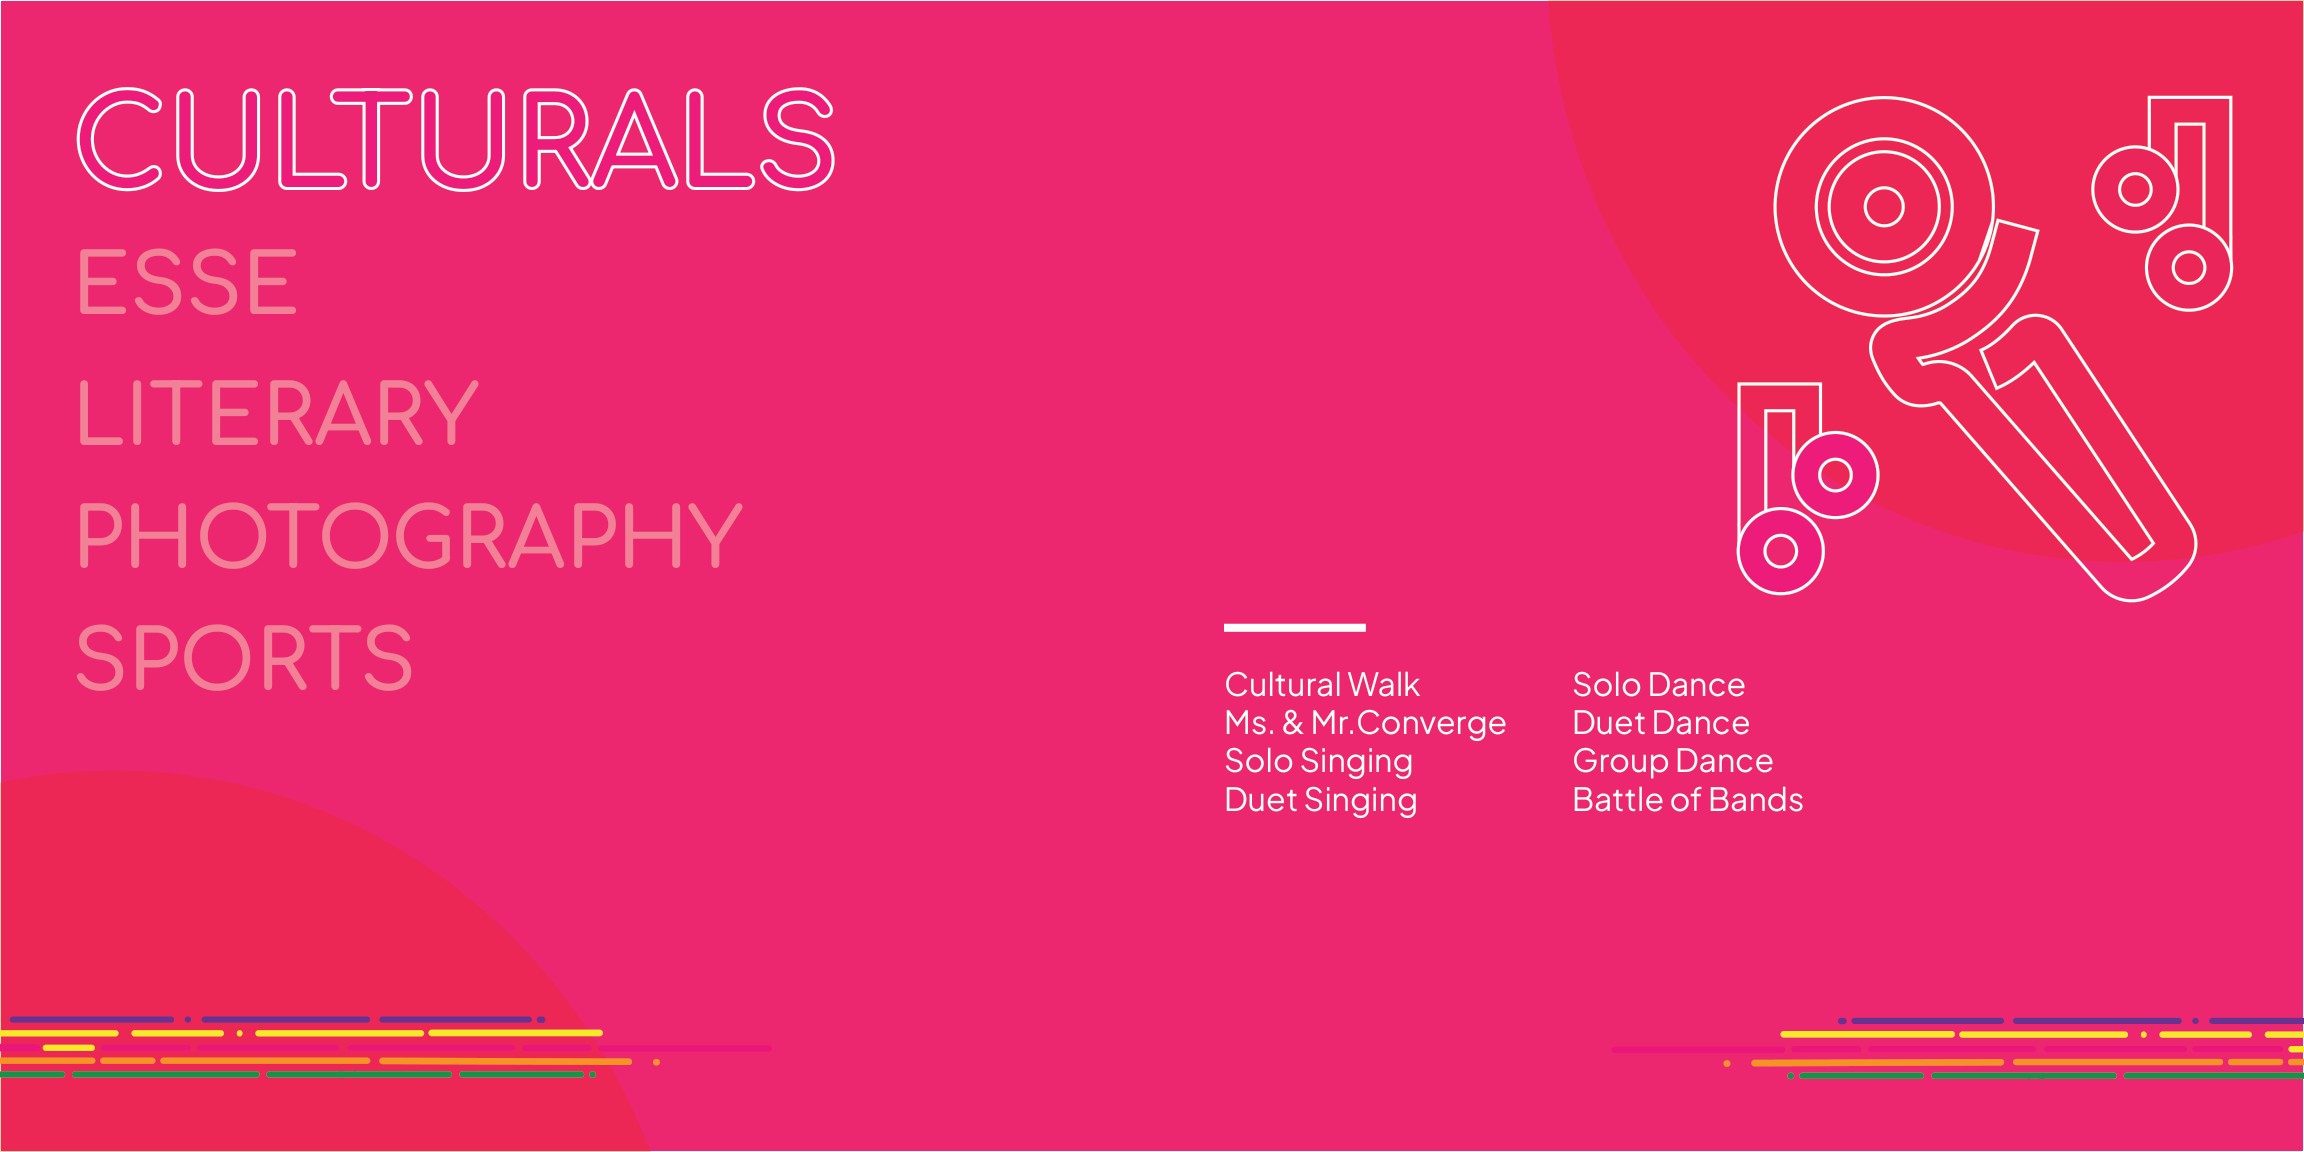 CULTURALS
ESSE
LITERARY
PHOTOGRAPHY
SPORTS
Cultural Walk
Ms. & Mr.Converge
Solo Singing
Duet Singing
Solo Dance
Duet Dance
Group Dance
Battle of Bands